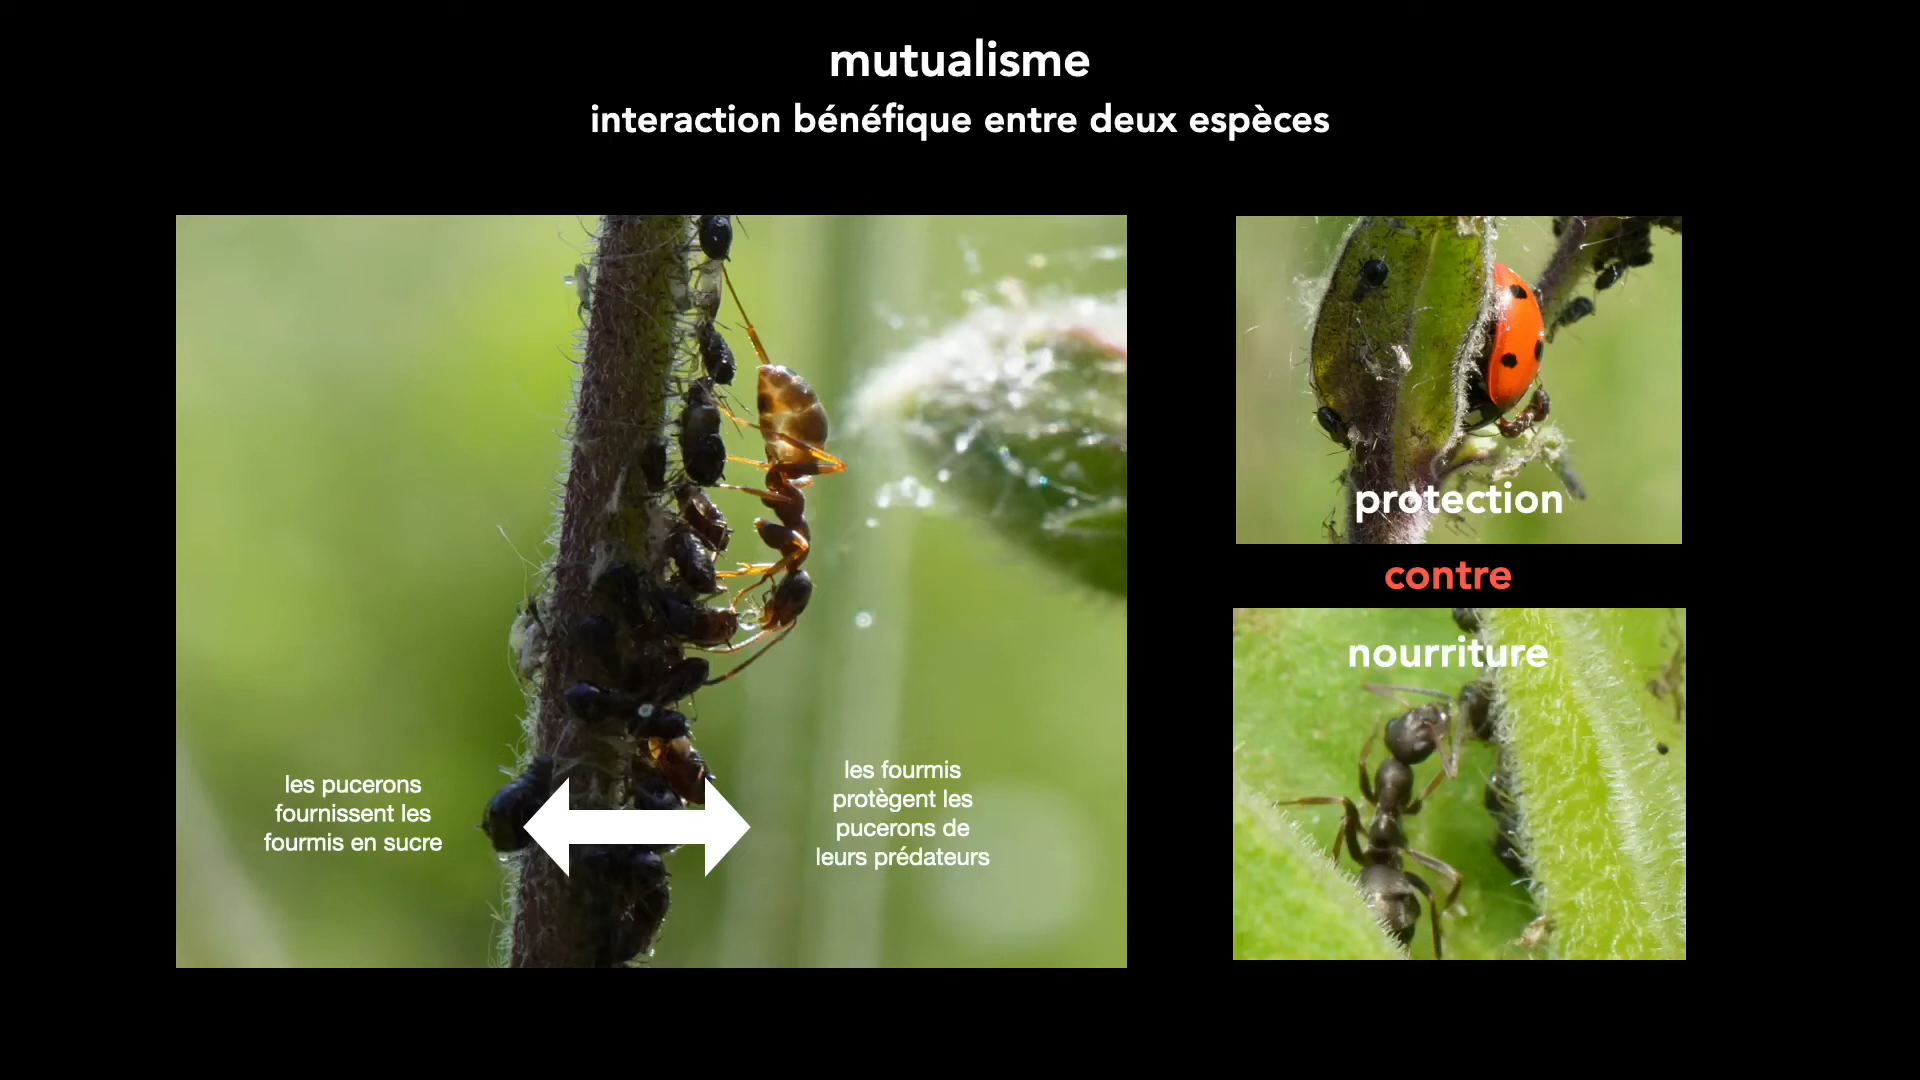 mutualisme
interaction bénéfique entre deux espèces
les pucerons
fournissent les
fourmis en sucre
les fourmis
protègent les
pucerons de
leurs prédateurs
protection
contre
nourriture